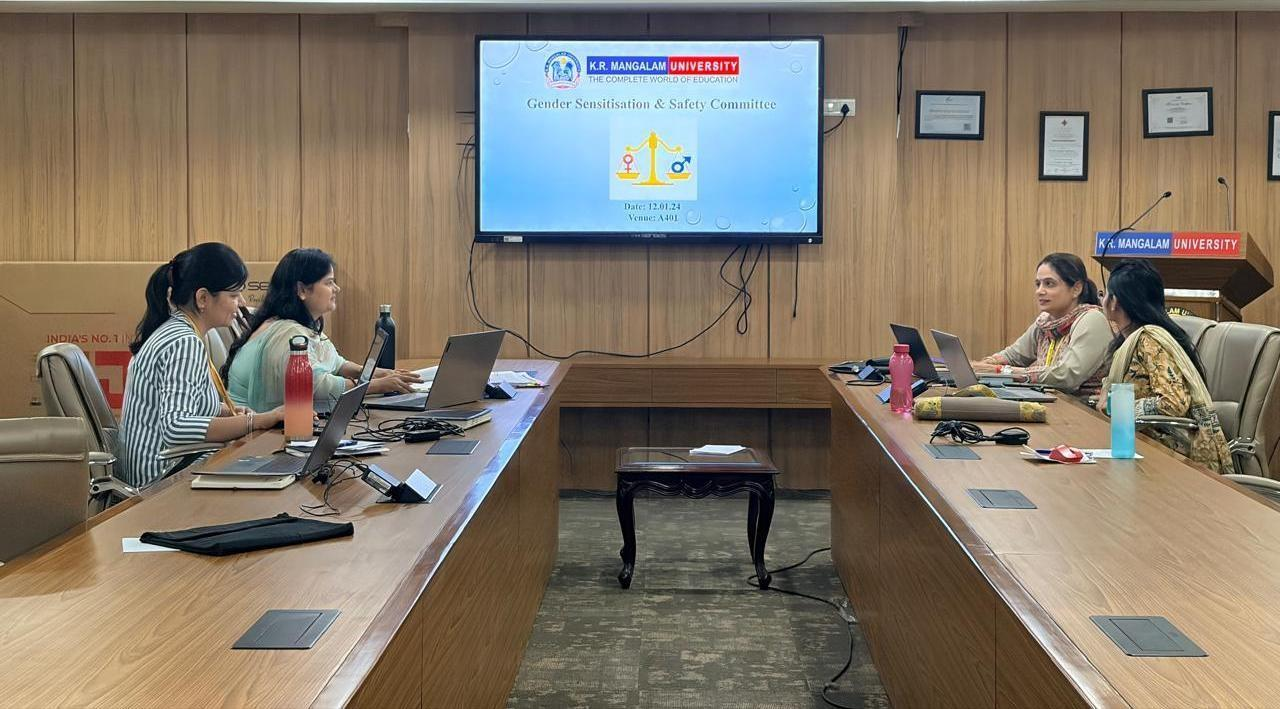 K.R. MANGALAM UNIVERSITY
THE COMPLETE WORLD OF EDUCATION
Gender Sensitisation & Safety Committee
Date: 12.01.24
Venue: A401
K.R. MANGALAM UNIVERSITY
INDIA'S NO. 1